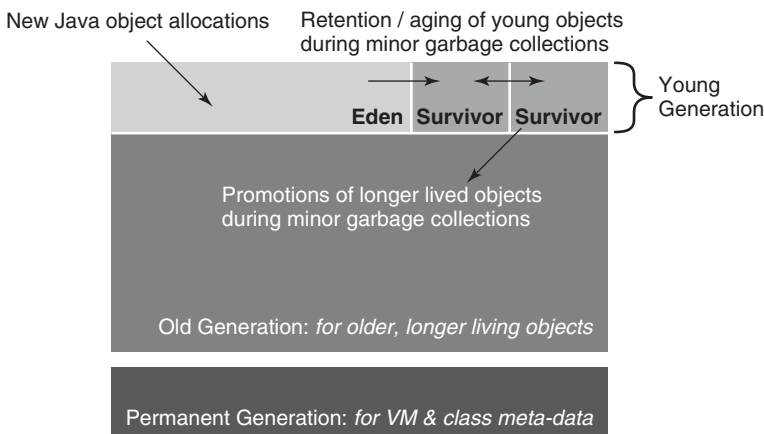 New Java object allocations
Retention / aging of young objects
during minor garbage collections
Eden
Survivor
Survivor
Young
Generation
Promotions of longer lived objects
during minor garbage collections
Old Generation: for older, longer living objects
Permanent Generation: for VM & class meta-data